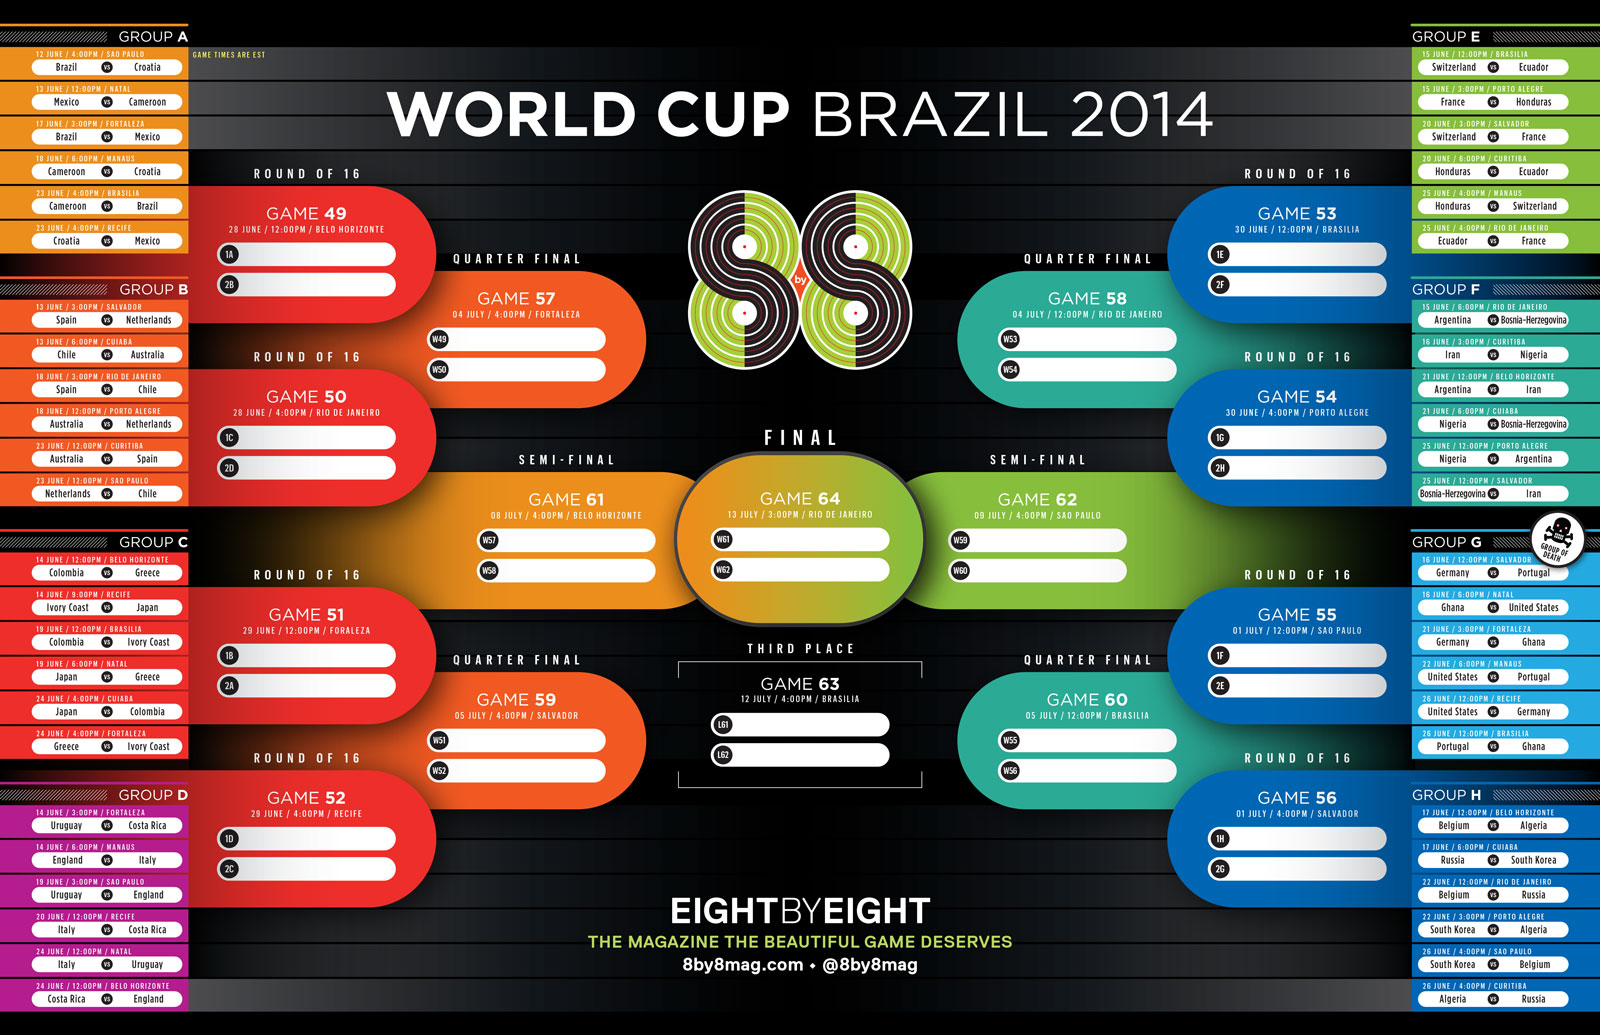 GROUP A
12 JUNE / 4:00PM / SAO PAULO
Brazil VS Croatia
13 JUNE / 12:00PM / NATAL
Mexico VS Cameroon
17 JUNE / 3:00PM / FORTALEZA
Brazil VS Mexico
18 JUNE / 6:00PM / MANAUS
Cameroon VS Croatia
23 JUNE / 4:00PM / BRASILIA
Cameroon VS Brazil
23 JUNE / 4:00PM / RECIFE
Croatia VS Mexico
GROUP B
13 JUNE / 3:00PM / SALVADOR
Spain VS Netherlands
13 JUNE / 6:00PM / CUIABA
Chile VS Australia
18 JUNE / 3:00PM / RIO DE JANEIRO
Spain VS Chile
18 JUNE / 12:00PM / PORTO ALEGRE
Australia VS Netherlands
23 JUNE / 12:00PM / CURITIBA
Australia VS Spain
23 JUNE / 12:00PM / SAO PAULO
Netherlands VS Chile
GROUP C
14 JUNE / 12:00PM / BELO HORIZONTE
Colombia VS Greece
14 JUNE / 9:00PM / RECIFE
Ivory Coast VS Japan
19 JUNE / 12:00PM / BRASILIA
Colombia VS Ivory Coast
19 JUNE / 6:00PM / NATAL
Japan VS Greece
24 JUNE / 4:00PM / CUIABA
Japan VS Colombia
24 JUNE / 4:00PM / FORTALEZA
Greece VS Ivory Coast
GROUP D
14 JUNE / 3:00PM / FORTALEZA
Uruguay VS Costa Rica
14 JUNE / 6:00PM / MANAUS
England VS Italy
19 JUNE / 3:00PM / SAO PAULO
Uruguay VS England
20 JUNE / 12:00PM / RECIFE
Italy VS Costa Rica
24 JUNE / 12:00PM / NATAL
Italy VS Uruguay
24 JUNE / 12:00PM / BELO HORIZONTE
Costa Rica VS England
GAME TIMES ARE EST
WORLD CUP BRAZIL 2014
by
ROUND OF 16
GAME 49
28 JUNE / 12:00PM / BELO HORIZONTE
1A
2B
ROUND OF 16
GAME 50
28 JUNE / 4:00PM / RIO DE JANEIRO
1C
2D
ROUND OF 16
GAME 51
29 JUNE / 12:00PM / FORALEZA
1B
2A
ROUND OF 16
GAME 52
29 JUNE / 4:00PM / RECIFE
1D
2C
QUARTER FINAL
GAME 57
04 JULY / 4:00PM / FORTALEZA
W49
W50
QUARTER FINAL
GAME 59
05 JULY / 4:00PM / SALVADOR
W51
W52
SEMI-FINAL
GAME 61
08 JULY / 4:00PM / BELO HORIZONTE
W57
W58
FINAL
GAME 64
13 JULY / 3:00PM / RIO DE JANEIRO
W61
W62
THIRD PLACE
GAME 63
12 JULY / 4:00PM / BRASILIA
L61
L62
SEMI-FINAL
GAME 62
09 JULY / 4:00PM / SAO PAULO
W59
W60
QUARTER FINAL
GAME 58
04 JULY / 12:00PM / RIO DE JANEIRO
W53
W54
QUARTER FINAL
GAME 60
05 JULY / 12:00PM / BRASILIA
W55
W56
ROUND OF 16
GAME 53
30 JUNE / 12:00PM / BRASILIA
1E
2F
ROUND OF 16
GAME 54
30 JUNE / 4:00PM / PORTO ALEGRE
1G
2H
ROUND OF 16
GAME 55
01 JULY / 12:00PM / SAO PAULO
1F
2E
ROUND OF 16
GAME 56
01 JULY / 4:00PM / SALVADOR
1H
2G
EIGHTBYEIGHT
THE MAGAZINE THE BEAUTIFUL GAME DESERVES
8by8mag.com • @8by8mag
GROUP E
15 JUNE / 12:00PM / BRASILIA
Switzerland VS Ecuador
15 JUNE / 3:00PM / PORTO ALEGRE
France VS Honduras
20 JUNE / 3:00PM / SALVADOR
Switzerland VS France
20 JUNE / 6:00PM / CURITIBA
Honduras VS Ecuador
25 JUNE / 4:00PM / MANAUS
Honduras VS Switzerland
25 JUNE / 4:00PM / RIO DE JANEIRO
Ecuador VS France
GROUP F
15 JUNE / 6:00PM / RIO DE JANEIRO
Argentina VS Bosnia-Herzegovina
16 JUNE / 3:00PM / CURITIBA
Iran VS Nigeria
21 JUNE / 12:00PM / BELO HORIZONTE
Argentina VS Iran
21 JUNE / 6:00PM / CUIABA
Nigeria VS Bosnia-Herzegovina
25 JUNE / 12:00PM / PORTO ALEGRE
Nigeria VS Argentina
25 JUNE / 12:00PM / SALVADOR
Bosnia-Herzegovina VS Iran
GROUP G
GROUP OF DEATH
16 JUNE / 12:00PM / SALVADOR
Germany VS Portugal
16 JUNE / 6:00PM / NATAL
Ghana VS United States
21 JUNE / 3:00PM / FORTALEZA
Germany VS Ghana
22 JUNE / 6:00PM / MANAUS
United States VS Portugal
26 JUNE / 12:00PM / RECIFE
United States VS Germany
26 JUNE / 12:00PM / BRASILIA
Portugal VS Ghana
GROUP H
17 JUNE / 12:00PM / BELO HORIZONTE
Belgium VS Algeria
17 JUNE / 6:00PM / CUIABA
Russia VS South Korea
22 JUNE / 12:00PM / RIO DE JANEIRO
Belgium VS Russia
22 JUNE / 3:00PM / PORTO ALEGRE
South Korea VS Algeria
26 JUNE / 4:00PM / SAO PAULO
South Korea VS Belgium
26 JUNE / 4:00PM / CURITIBA
Algeria VS Russia